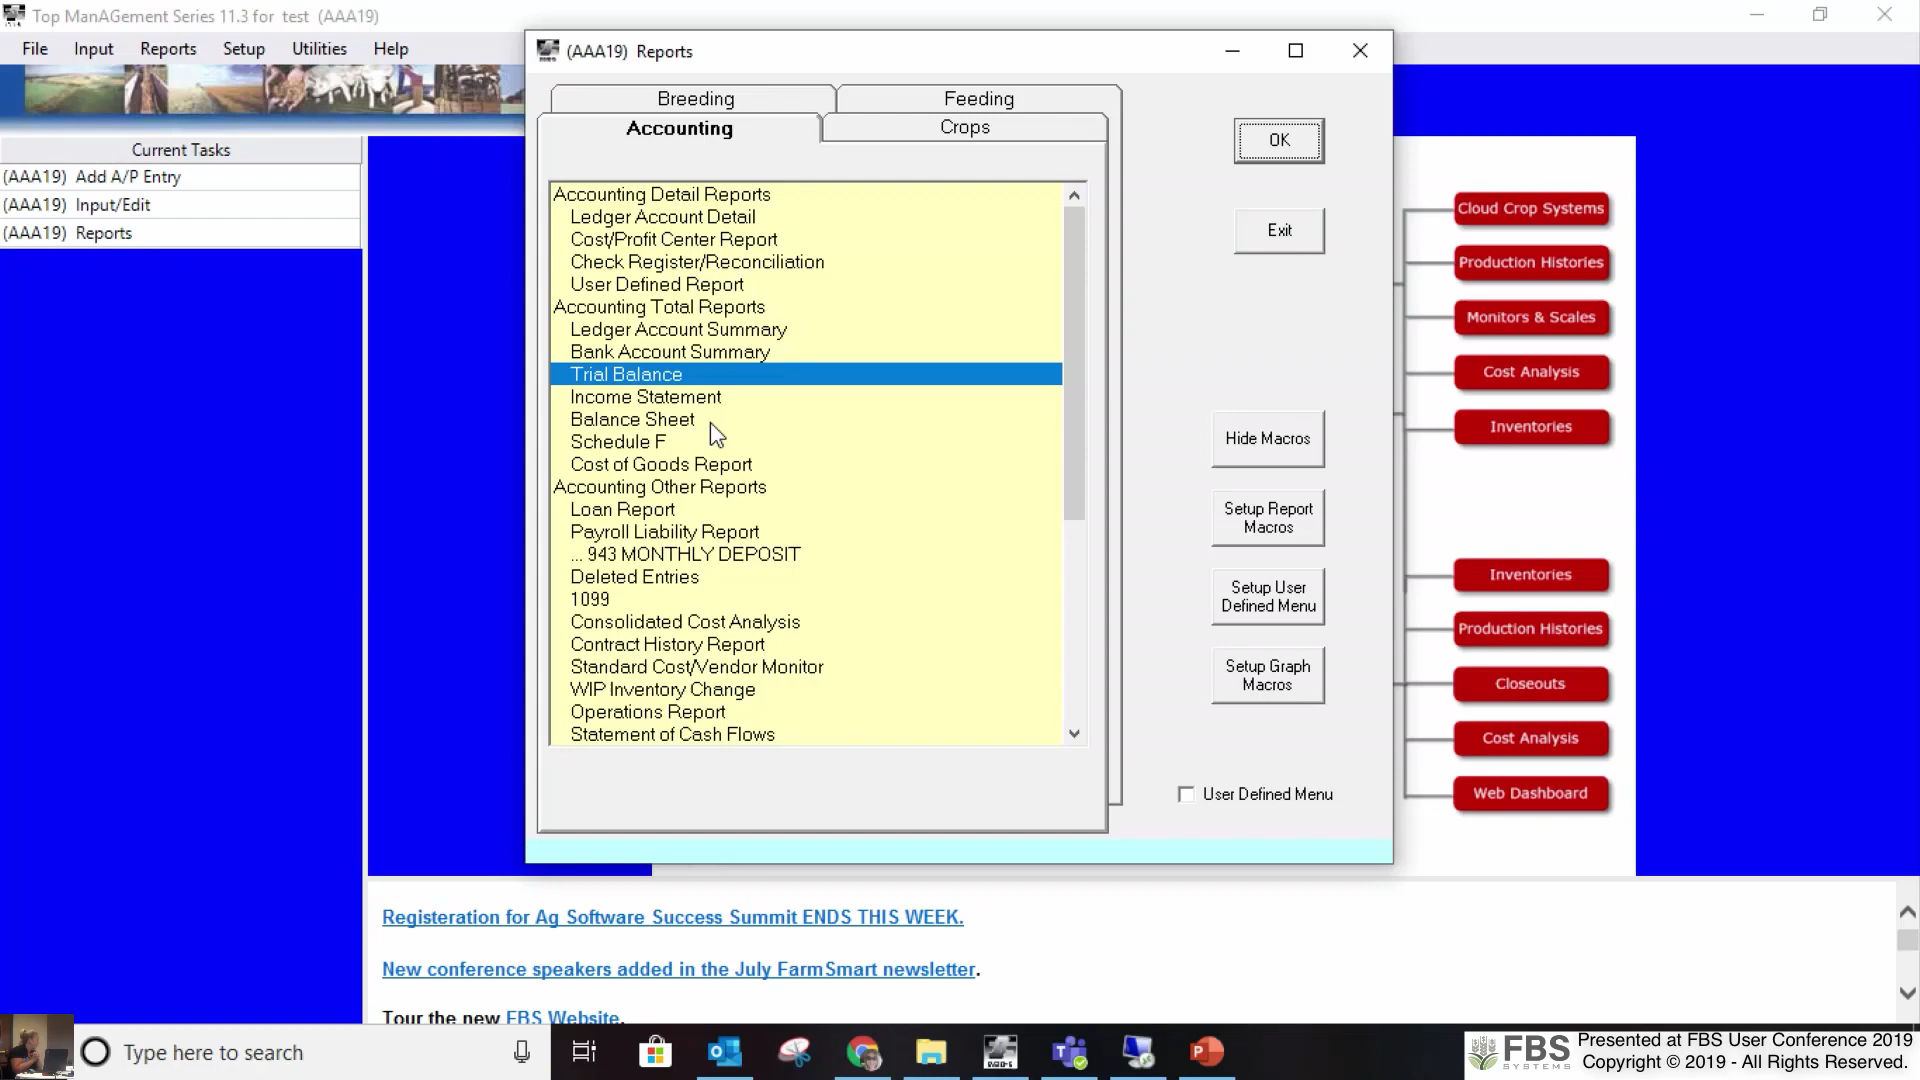 Top ManAGement Series 11.3 for  test  (AAA19)
File Input Reports Setup Utilities Help
Current Tasks
(AAA19)  Add A/P Entry
(AAA19)  Input/Edit
(AAA19)  Reports
(AAA19)  Reports
Breeding
Feeding
Accounting
Crops
Accounting Detail Reports
Ledger Account Detail
Cost/Profit Center Report
Check Register/Reconciliation
User Defined Report
Accounting Total Reports
Ledger Account Summary
Bank Account Summary
Trial Balance
Income Statement
Balance Sheet
Schedule F
Cost of Goods Report
Accounting Other Reports
Loan Report
Payroll Liability Report
... 943 MONTHLY DEPOSIT
Deleted Entries
1099
Consolidated Cost Analysis
Contract History Report
Standard Cost/Vendor Monitor
WIP Inventory Change
Operations Report
Statement of Cash Flows
OK
Exit
Hide Macros
Setup Report
Macros
Setup User
Defined Menu
Setup Graph
Macros
User Defined Menu
Cloud Crop Systems
Production Histories
Monitors & Scales
Cost Analysis
Inventories
Inventories
Production Histories
Closeouts
Cost Analysis
Web Dashboard
Registeration for Ag Software Success Summit ENDS THIS WEEK.
New conference speakers added in the July FarmSmart newsletter.
Tour the new FBS Website.
Type here to search
FBS
SYSTEMS
Presented at FBS User Conference 2019
Copyright © 2019 - All Rights Reserved.